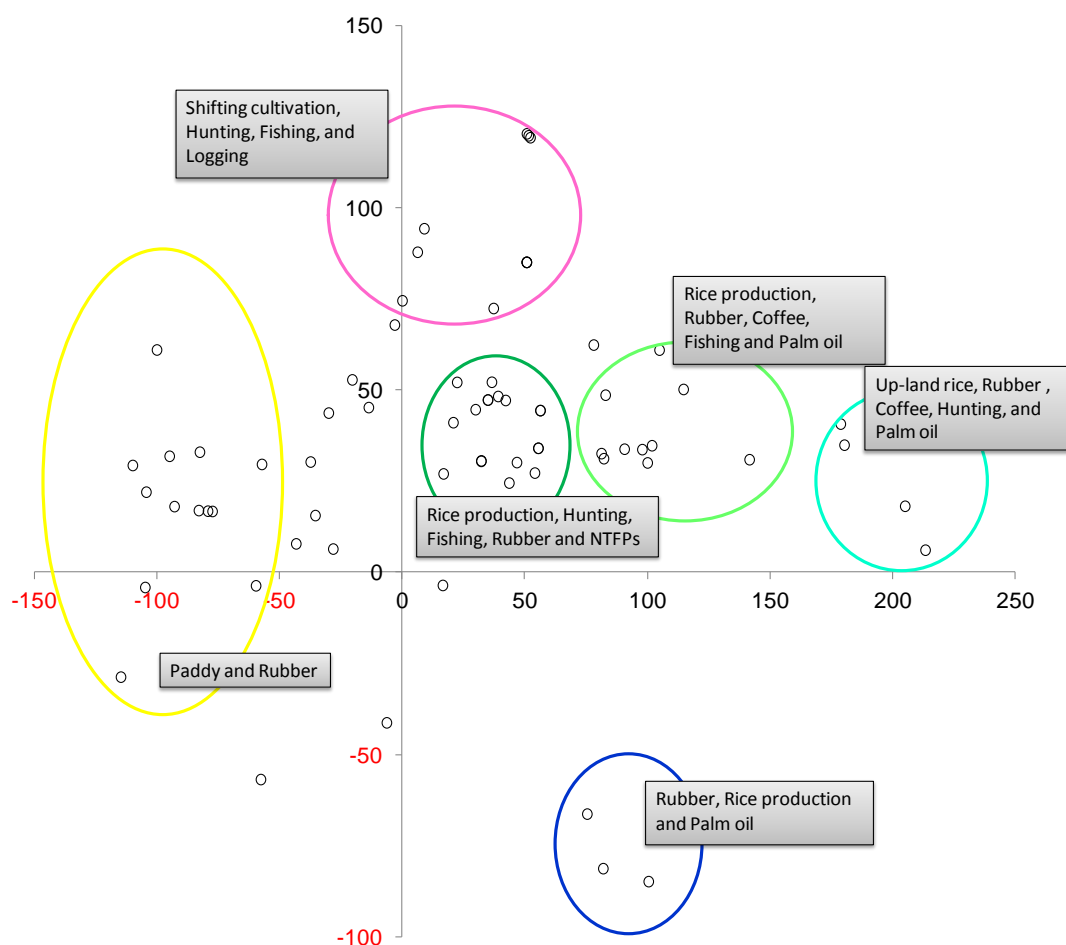 150
Shifting cultivation,
Hunting, Fishing, and
Logging
100
Rice production,
Rubber, Coffee,
Fishing and Palm oil
Up-land rice, Rubber ,
Coffee, Hunting, and
Palm oil
50
Rice production, Hunting,
Fishing, Rubber and NTFPs
0
-150 -100 -50 0 50 100 150 200 250
Paddy and Rubber
-50
Rubber, Rice production
and Palm oil
-100